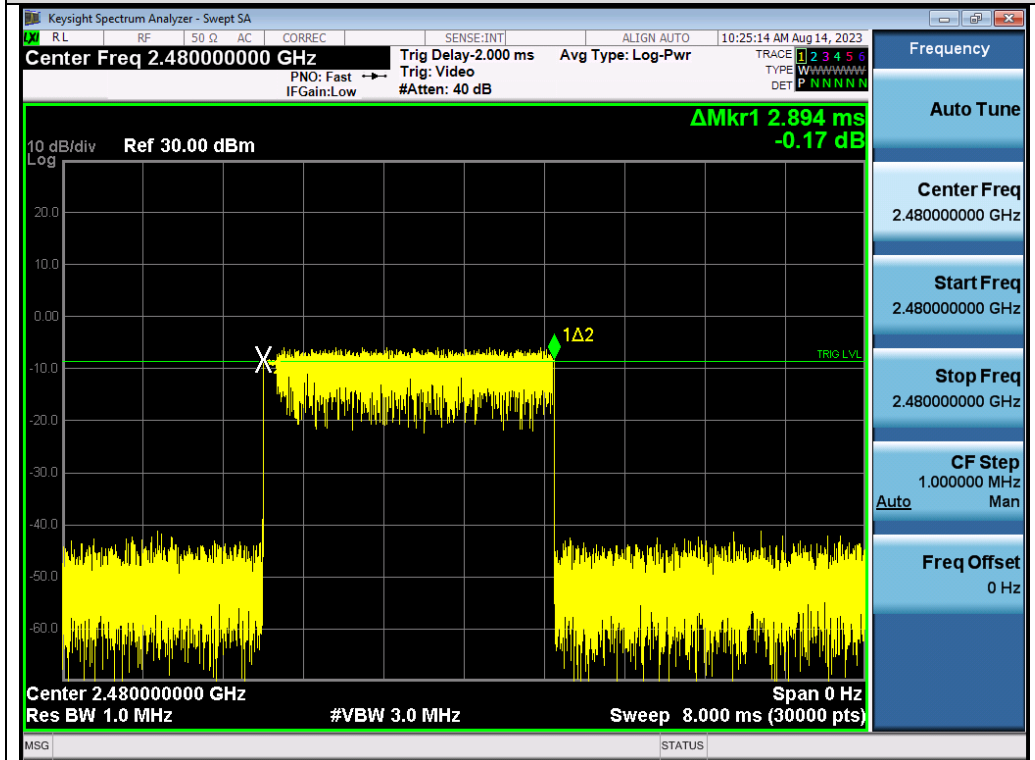 Keysight Spectrum Analyzer - Swept SA
LXI RL RF 50 Ω AC CORREC SENSE:INT ALIGN AUTO 10:25:14 AM Aug 14, 2023
Center Freq 2.480000000 GHz
PNO: Fast
IFGain:Low
Trig Delay-2.000 ms
Trig: Video
#Atten: 40 dB
Avg Type: Log-Pwr
TRACE 1 2 3 4 5 6
TYPE W W W W W W
DET P N N N N N
ΔMkr1 2.894 ms
-0.17 dB
10 dB/div Ref 30.00 dBm
Log
20.0
10.0
0.00
1Δ2
TRIG LVL
-10.0
-20.0
-30.0
-40.0
-50.0
-60.0
Center 2.480000000 GHz Span 0 Hz
Res BW 1.0 MHz #VBW 3.0 MHz Sweep 8.000 ms (30000 pts)
MSG STATUS
Frequency
Auto Tune
Center Freq
2.480000000 GHz
Start Freq
2.480000000 GHz
Stop Freq
2.480000000 GHz
CF Step
1.000000 MHz
Auto Man
Freq Offset
0 Hz